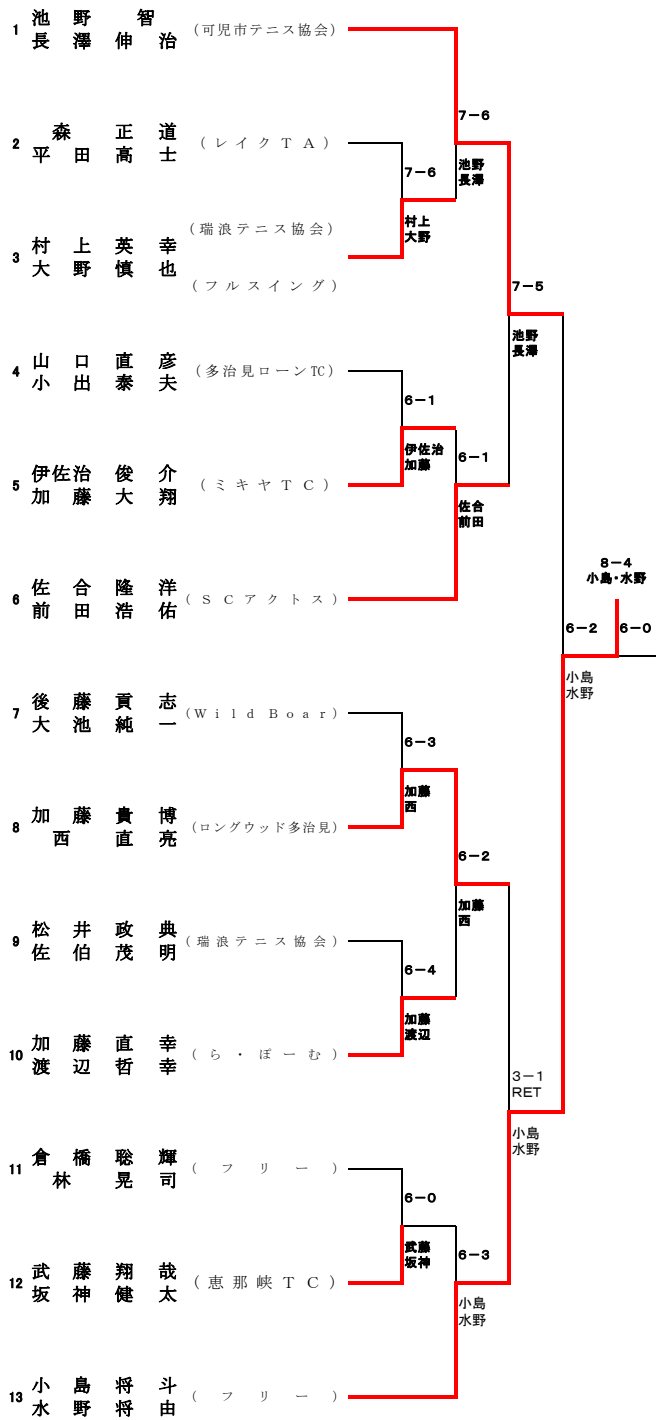 1 池野 智 (可児市テニス協会)
長澤伸治
7-6
2 森 正道 (レイクTA)
平田高士
7-6
池野
長澤
3 村上英幸 (瑞浪テニス協会)
大野慎也 (フルスイング)
村上
大野
7-5
池野
長澤
4 山口直彦 (多治見ローンTC)
小出泰夫
6-1
伊佐治
加藤
6-1
5 伊佐治 俊介 (ミキヤTC)
加藤大翔
佐合
前田
8-4
小島・水野
6 佐合隆洋 (SCアクトス)
前田浩佑
6-2
6-0
小島
水野
7 後藤貢志 (Wild Boar)
大池純一
6-3
加藤
西
8 加藤貴博 (ロングウッド多治見)
西 直亮
6-2
加藤
西
9 松井政典 (瑞浪テニス協会)
佐伯茂明
6-4
加藤
渡辺
10 加藤直幸 (ら・ぽーむ)
渡辺哲幸
3-1
RET
小島
水野
11 倉橋聡輝 (フリー)
林 晃司
6-0
武藤
坂神
6-3
12 武藤翔哉 (恵那峡TC)
坂神健太
小島
水野
13 小島将斗 (フリー)
水野将由